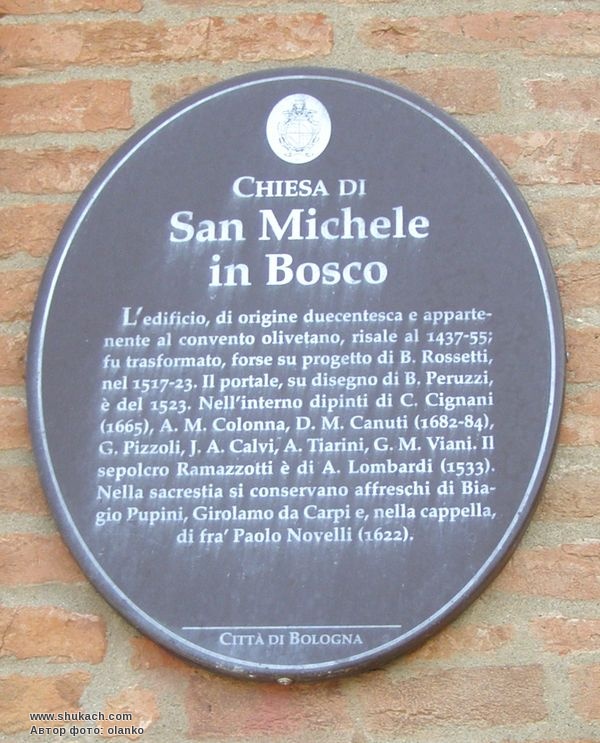 CHIESA DI
San Michele
in Bosco
L'edificio, di origine duecentesca e apparte-
nente al convento olivetano, risale al 1437-55;
fu trasformato, forse su progetto di B. Rossetti,
nel 1517-23. Il portale, su disegno di B. Peruzzi,
è del 1523. Nell'interno dipinti di C. Cignani
(1665), A. M. Colonna, D. M. Canuti (1682-84),
G. Pizzoli, J. A. Calvi, A. Tiarini, G. M. Viani. Il
sepolcro Ramazzotti è di A. Lombardi (1533).
Nella sacrestia si conservano affreschi di Bia-
gio Pupini, Girolamo da Carpi e, nella cappella,
di fra' Paolo Novelli (1622).
CITTÀ DI BOLOGNA
www.shukach.com
Автор фото: olanko